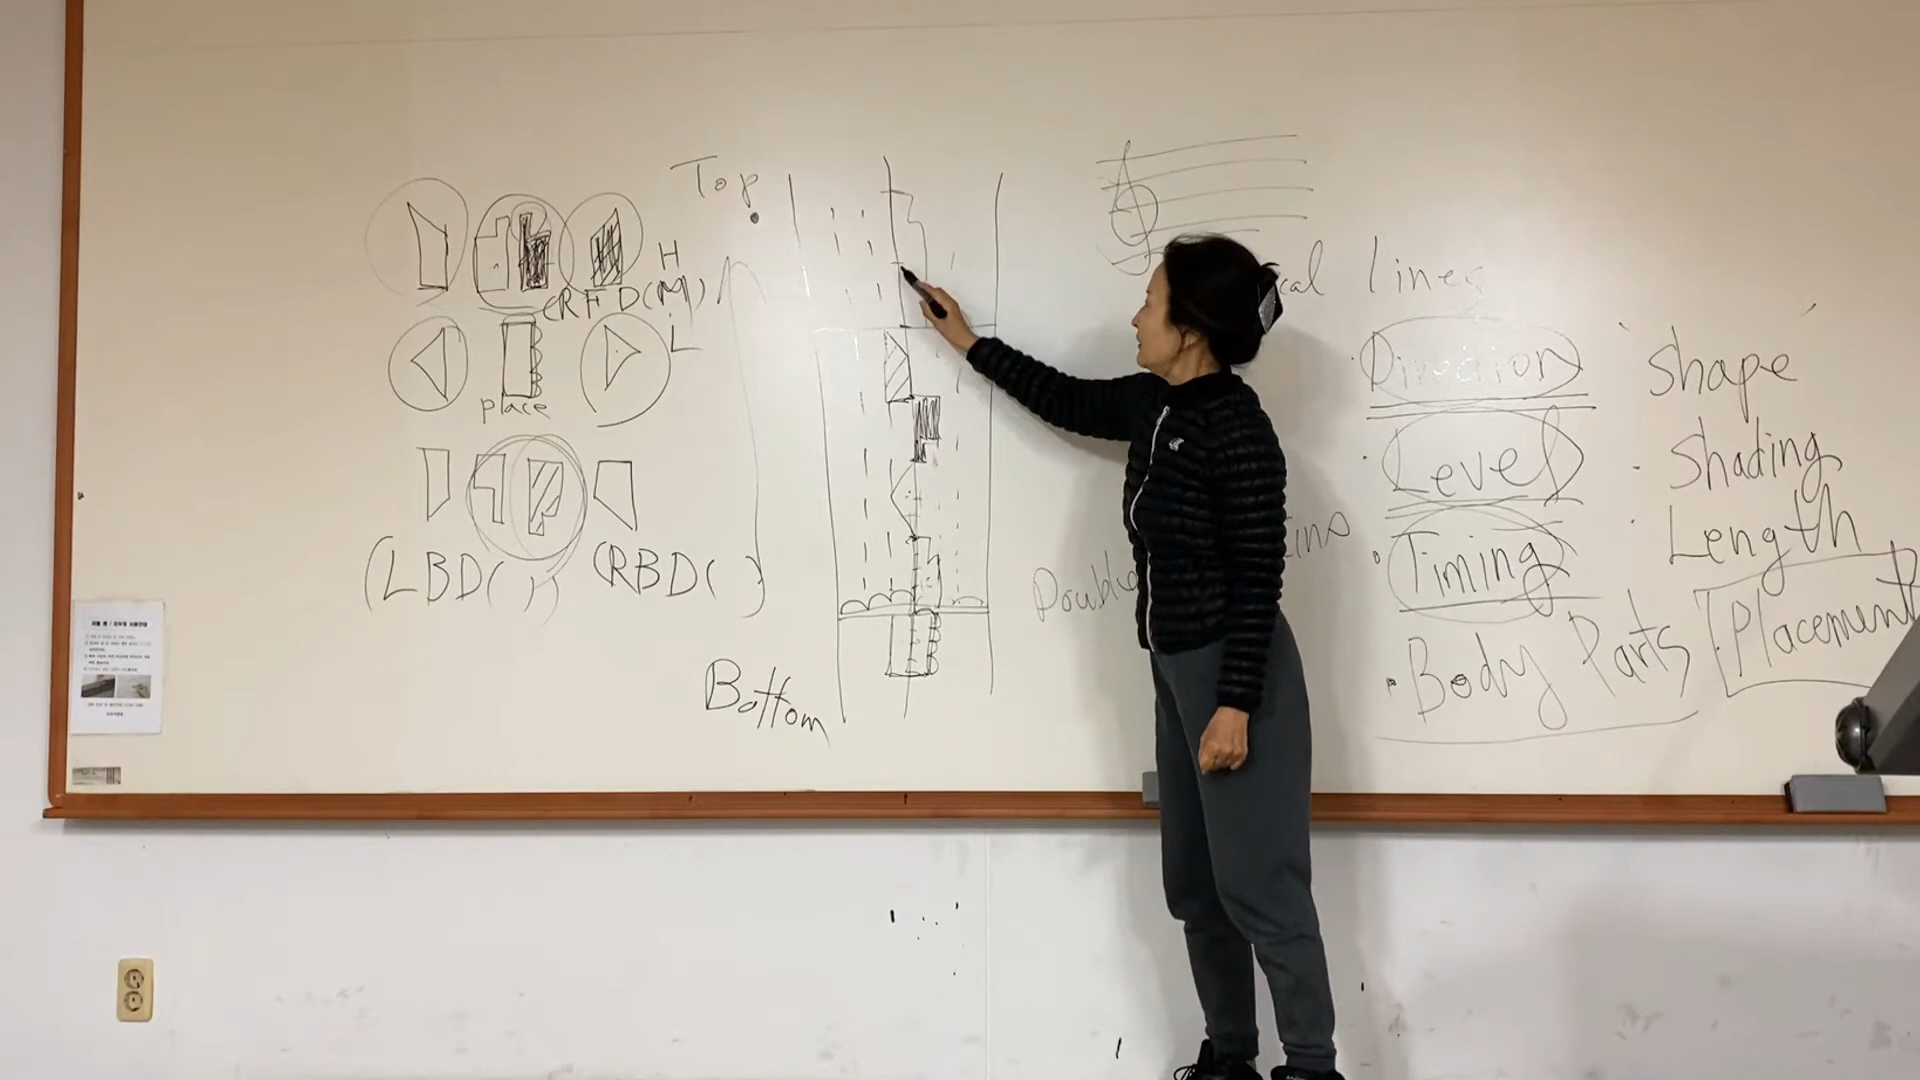 Top
H
(RFD(M)
L
place
(LBD( ))
(RBD( )
Bottom
lines
Direction
Level
Timing
Body Parts
Shape
Shading
Length
Placement
Double